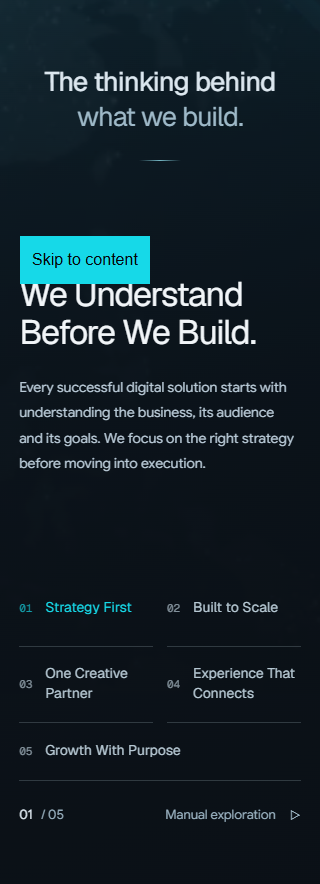 The thinking behind
what we build.
Skip to content
We Understand
Before We Build.
Every successful digital solution starts with
understanding the business, its audience
and its goals. We focus on the right strategy
before moving into execution.
01 Strategy First
02 Built to Scale
03 One Creative
Partner
04 Experience That
Connects
05 Growth With Purpose
01 / 05
Manual exploration